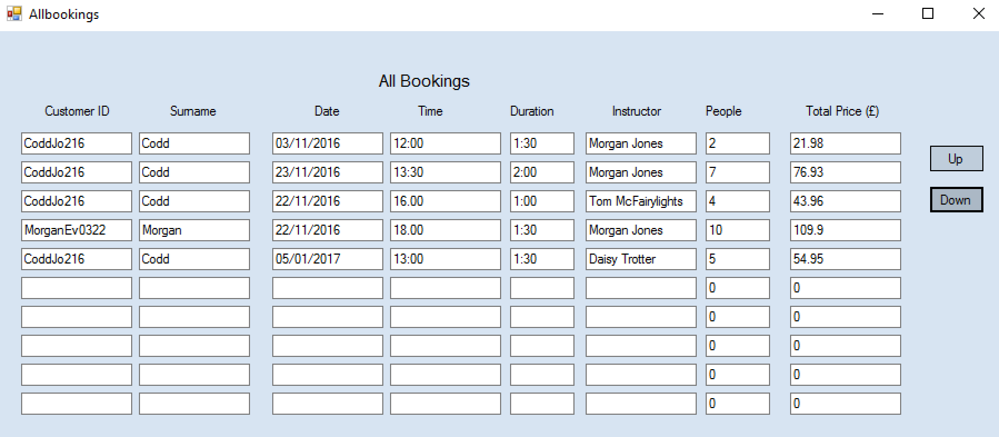 Allbookings
All Bookings
Customer ID Surname Date Time Duration Instructor People Total Price (£)
CoddJo216 Codd 03/11/2016 12:00 1:30 Morgan Jones 2 21.98
Up
CoddJo216 Codd 23/11/2016 13:30 2:00 Morgan Jones 7 76.93
Down
CoddJo216 Codd 22/11/2016 16.00 1:00 Tom McFairylights 4 43.96
MorganEv0322 Morgan 22/11/2016 18.00 1:30 Morgan Jones 10 109.9
CoddJo216 Codd 05/01/2017 13:00 1:30 Daisy Trotter 5 54.95
0 0
0 0
0 0
0 0
0 0